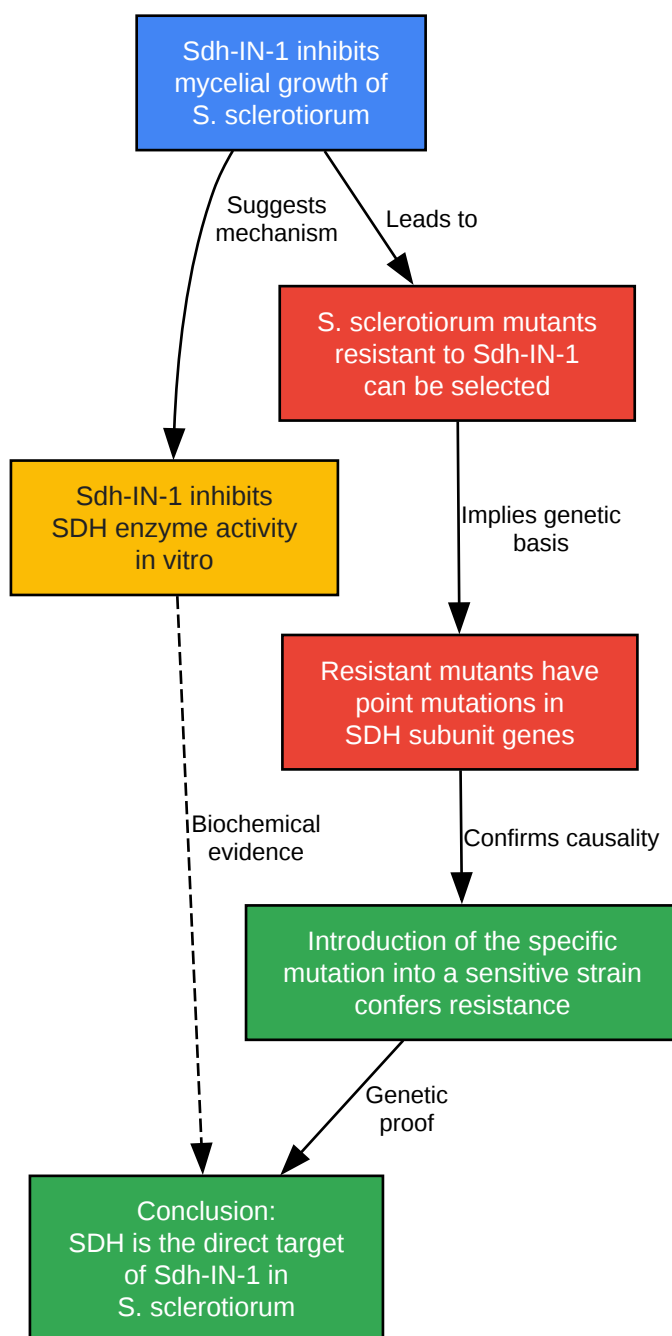 Sdh-IN-1 inhibits
mycelial growth of
S. sclerotiorum
Suggests
mechanism
Leads to
S. sclerotiorum mutants
resistant to Sdh-IN-1
can be selected
Sdh-IN-1 inhibits
SDH enzyme activity
in vitro
Implies genetic
basis
Resistant mutants have
point mutations in
SDH subunit genes
Biochemical
evidence
Confirms causality
Introduction of the specific
mutation into a sensitive strain
confers resistance
Genetic
proof
Conclusion:
SDH is the direct target
of Sdh-IN-1 in
S. sclerotiorum